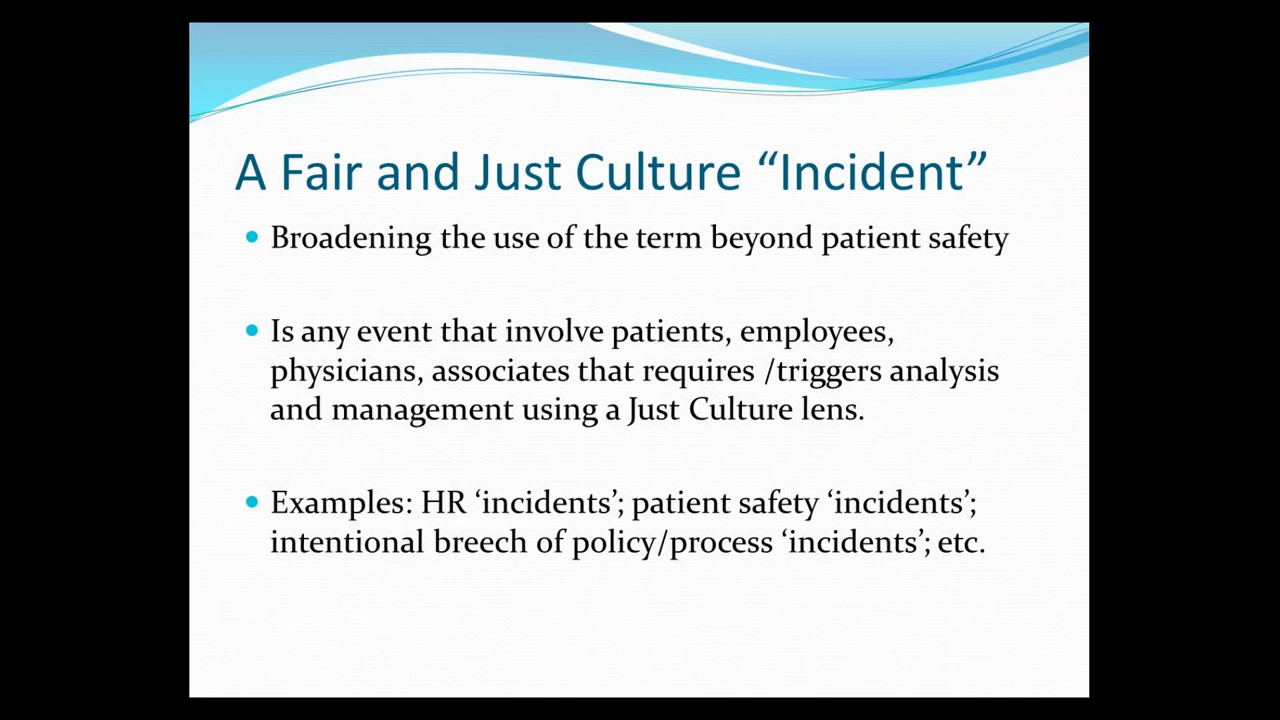 A Fair and Just Culture “Incident”
• Broadening the use of the term beyond patient safety
• Is any event that involve patients, employees,
physicians, associates that requires /triggers analysis
and management using a Just Culture lens.
• Examples: HR ‘incidents’; patient safety ‘incidents’;
intentional breech of policy/process ‘incidents’; etc.